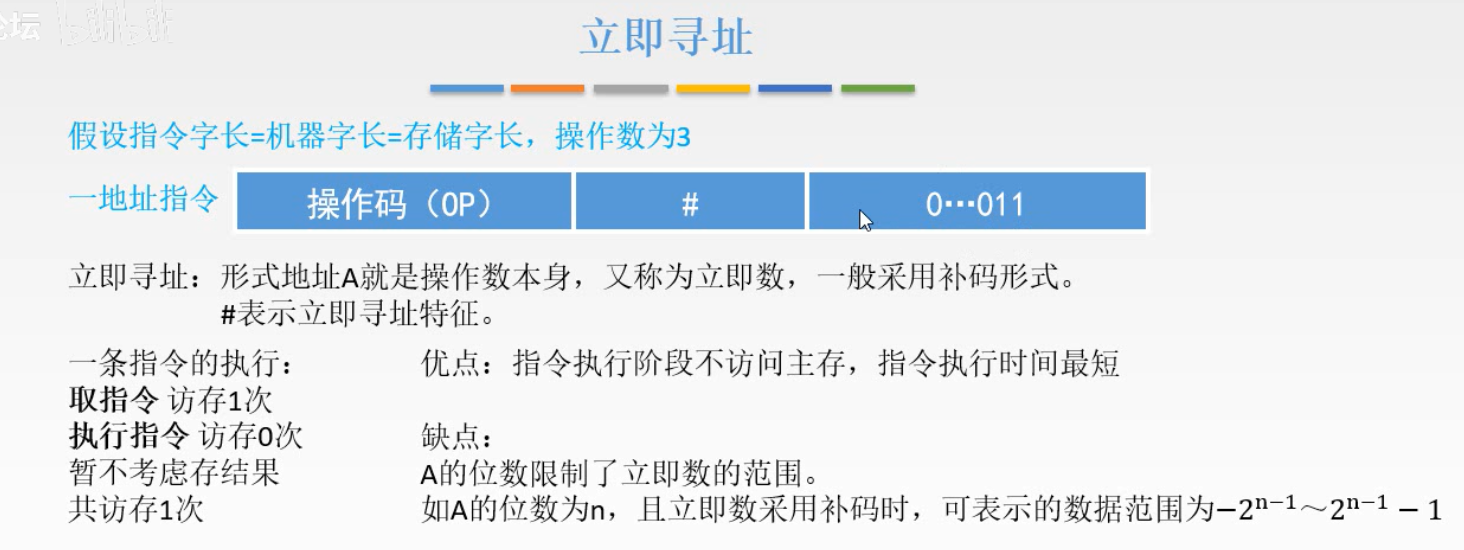 论坛 bilibili
立即寻址
假设指令字长=机器字长=存储字长，操作数为3
一地址指令 操作码（OP） # 0…011
立即寻址：形式地址A就是操作数本身，又称为立即数，一般采用补码形式。
#表示立即寻址特征。
一条指令的执行：
取指令 访存1次
执行指令 访存0次
暂不考虑存结果
共访存1次
优点：指令执行阶段不访问主存，指令执行时间最短
缺点：
A的位数限制了立即数的范围。
如A的位数为n，且立即数采用补码时，可表示的数据范围为−2ⁿ⁻¹～2ⁿ⁻¹ − 1